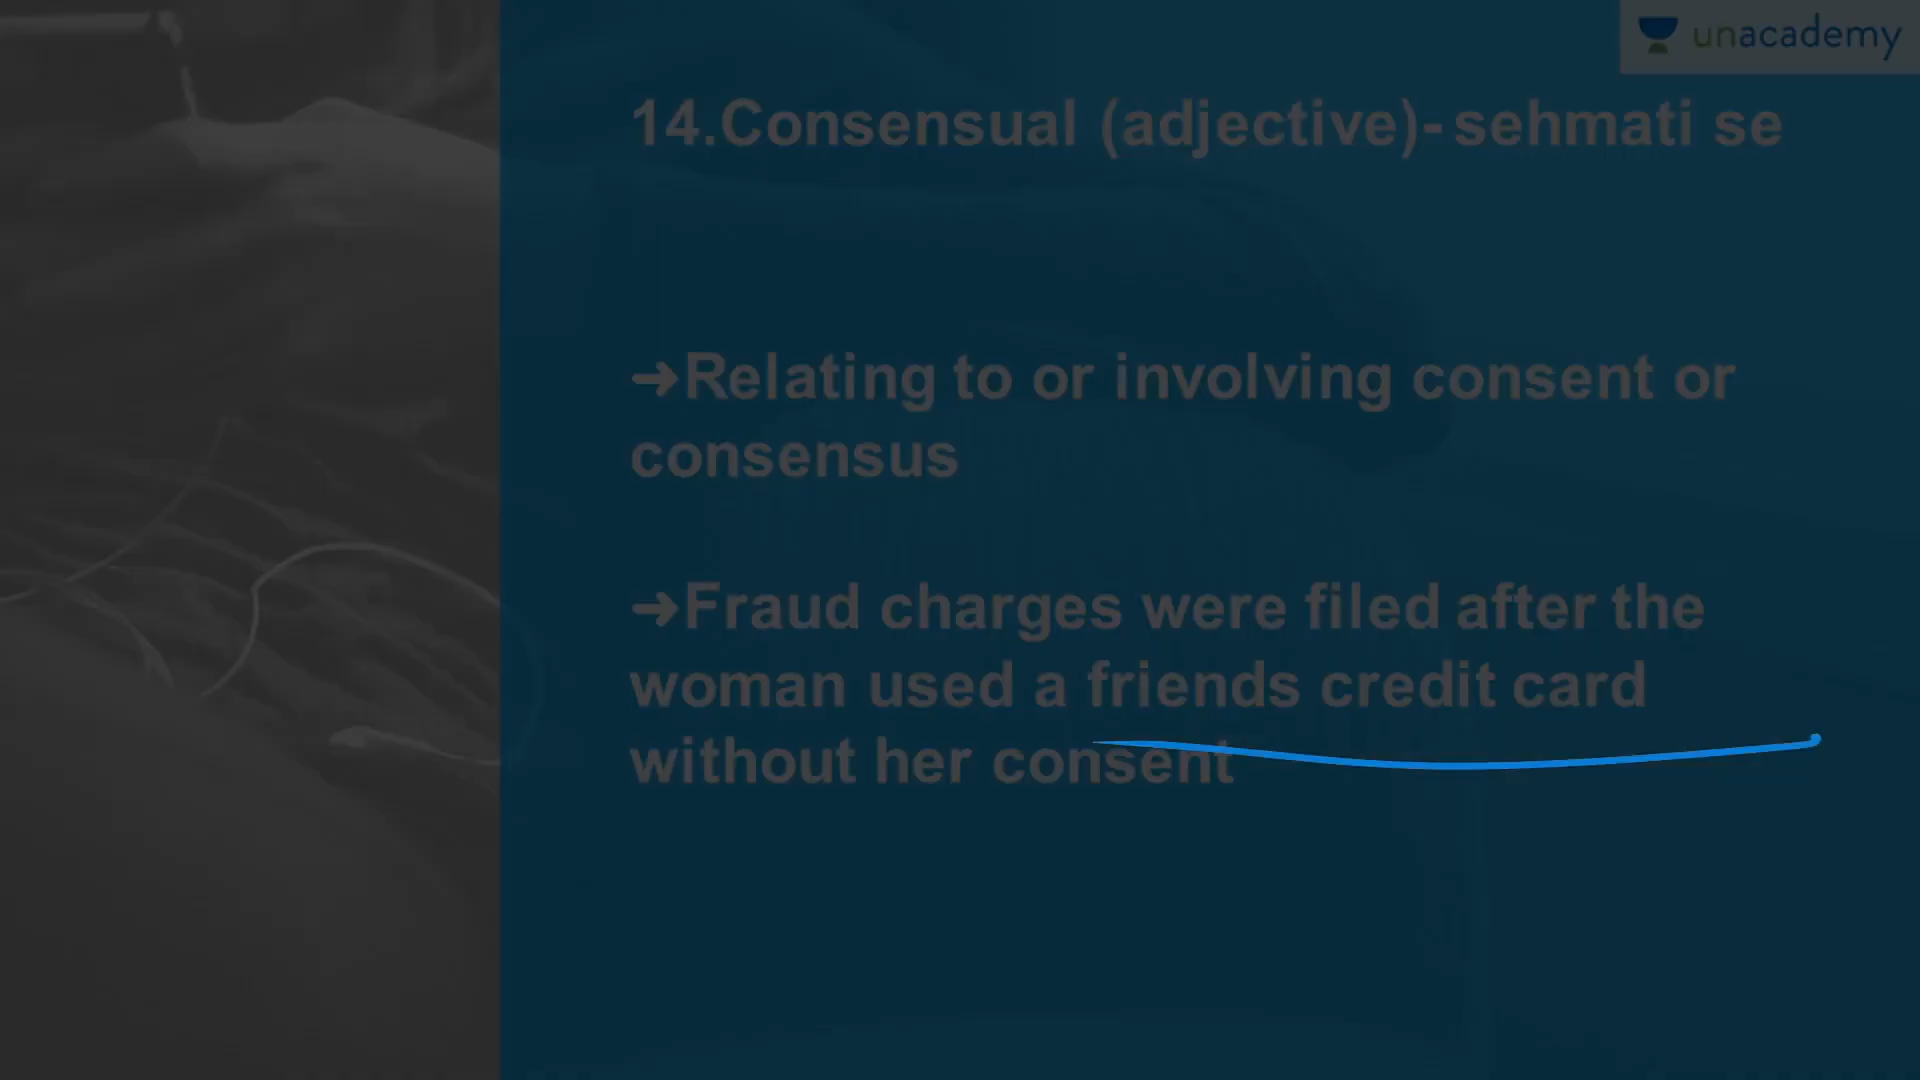 unacademy
14.Consensual (adjective)- sehmati se
➜Relating to or involving consent or
consensus
➜Fraud charges were filed after the
woman used a friends credit card
without her consent